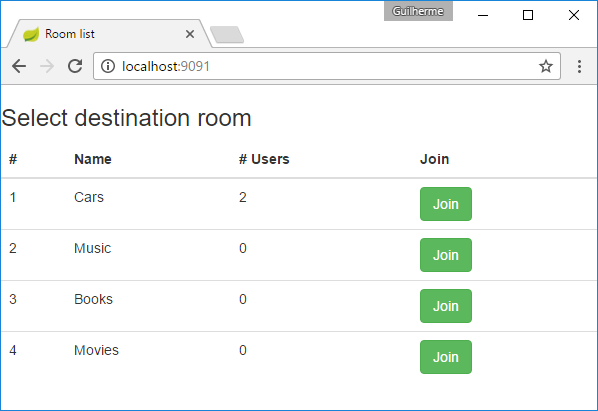 Guilherme
Room list
localhost:9091
Select destination room
# Name # Users Join
1 Cars 2 Join
2 Music 0 Join
3 Books 0 Join
4 Movies 0 Join